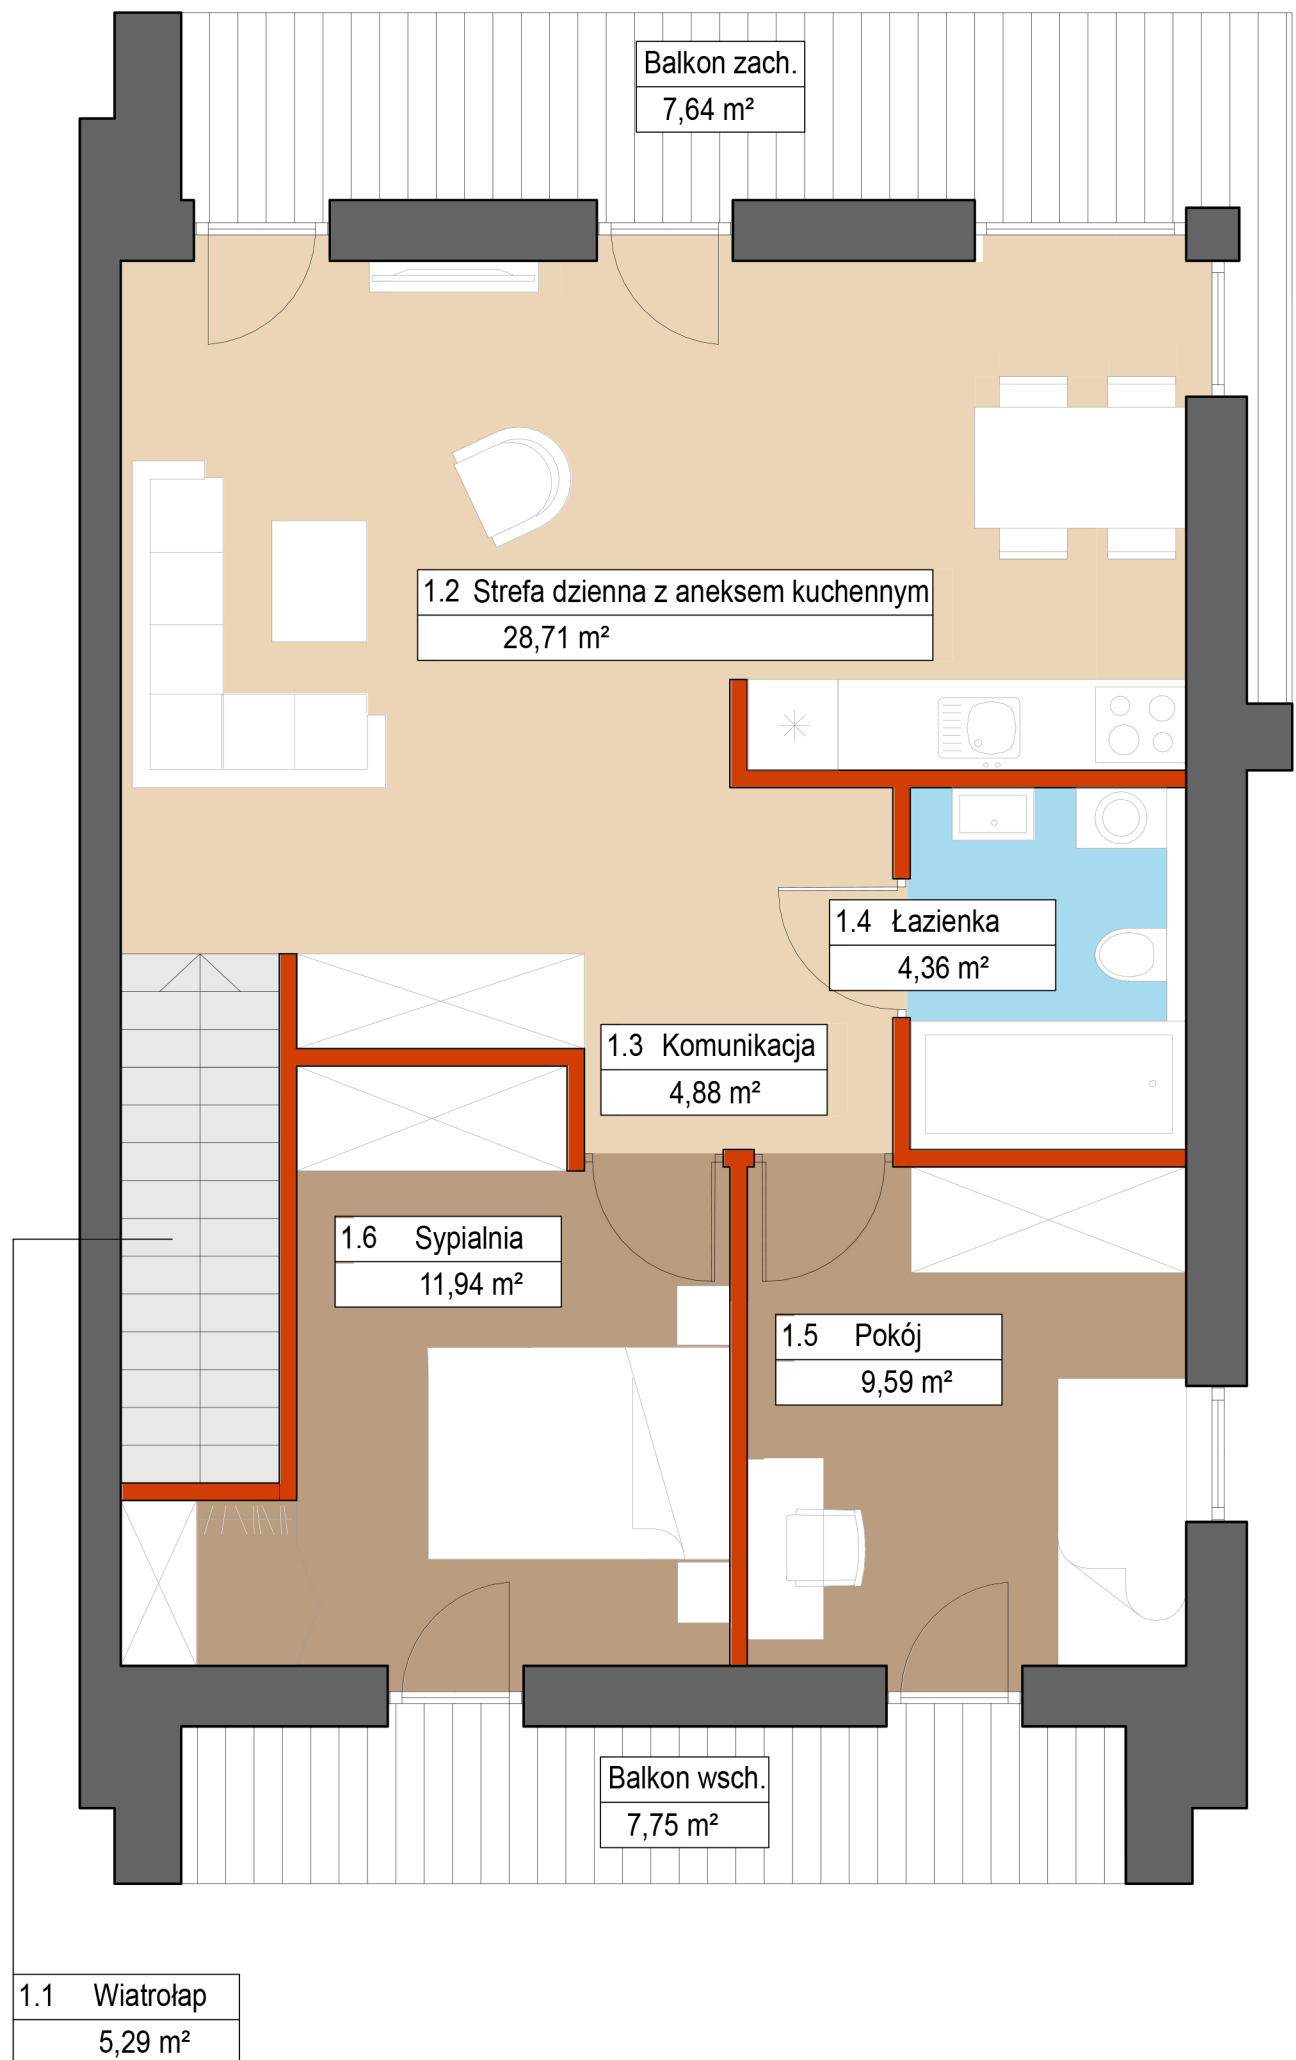 Balkon zach.
7,64 m²
1.2 Strefa dzienna z aneksem kuchennym
28,71 m²
1.4 Łazienka
4,36 m²
1.3 Komunikacja
4,88 m²
1.6 Sypialnia
11,94 m²
1.5 Pokój
9,59 m²
Balkon wsch.
7,75 m²
1.1 Wiatrołap
5,29 m²